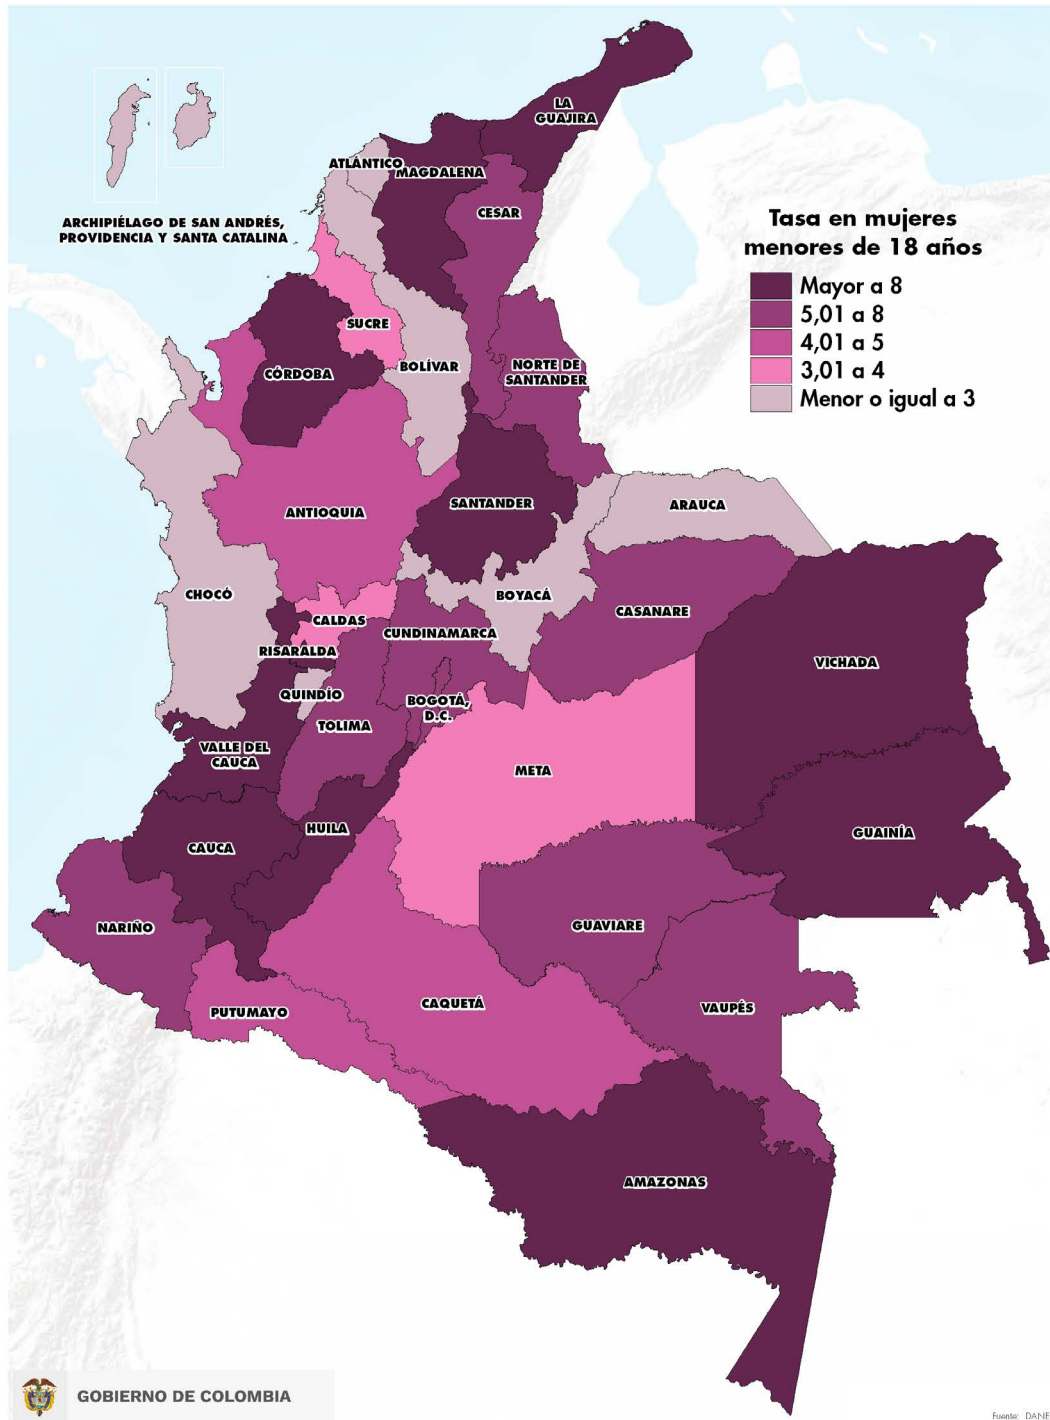 LA
GUAJIRA
ATLÁNTICO
MAGDALENA
CESAR
ARCHIPIÉLAGO DE SAN ANDRÉS,
PROVIDENCIA Y SANTA CATALINA
Tasa en mujeres
menores de 18 años
Mayor a 8
5,01 a 8
4,01 a 5
3,01 a 4
Menor o igual a 3
SUCRE
BOLÍVAR
CÓRDOBA
NORTE DE
SANTANDER
ANTIOQUIA
SANTANDER
ARAUCA
CHOCÓ
BOYACÁ
CALDAS
CUNDINAMARCA
CASANARE
RISARALDA
VICHADA
QUINDÍO
BOGOTÁ,
D.C.
TOLIMA
VALLE DEL
CAUCA
META
HUILA
CAUCA
GUAINÍA
NARIÑO
GUAVIARE
CAQUETÁ
PUTUMAYO
VAUPÉS
AMAZONAS
GOBIERNO DE COLOMBIA
Fuente: DANE